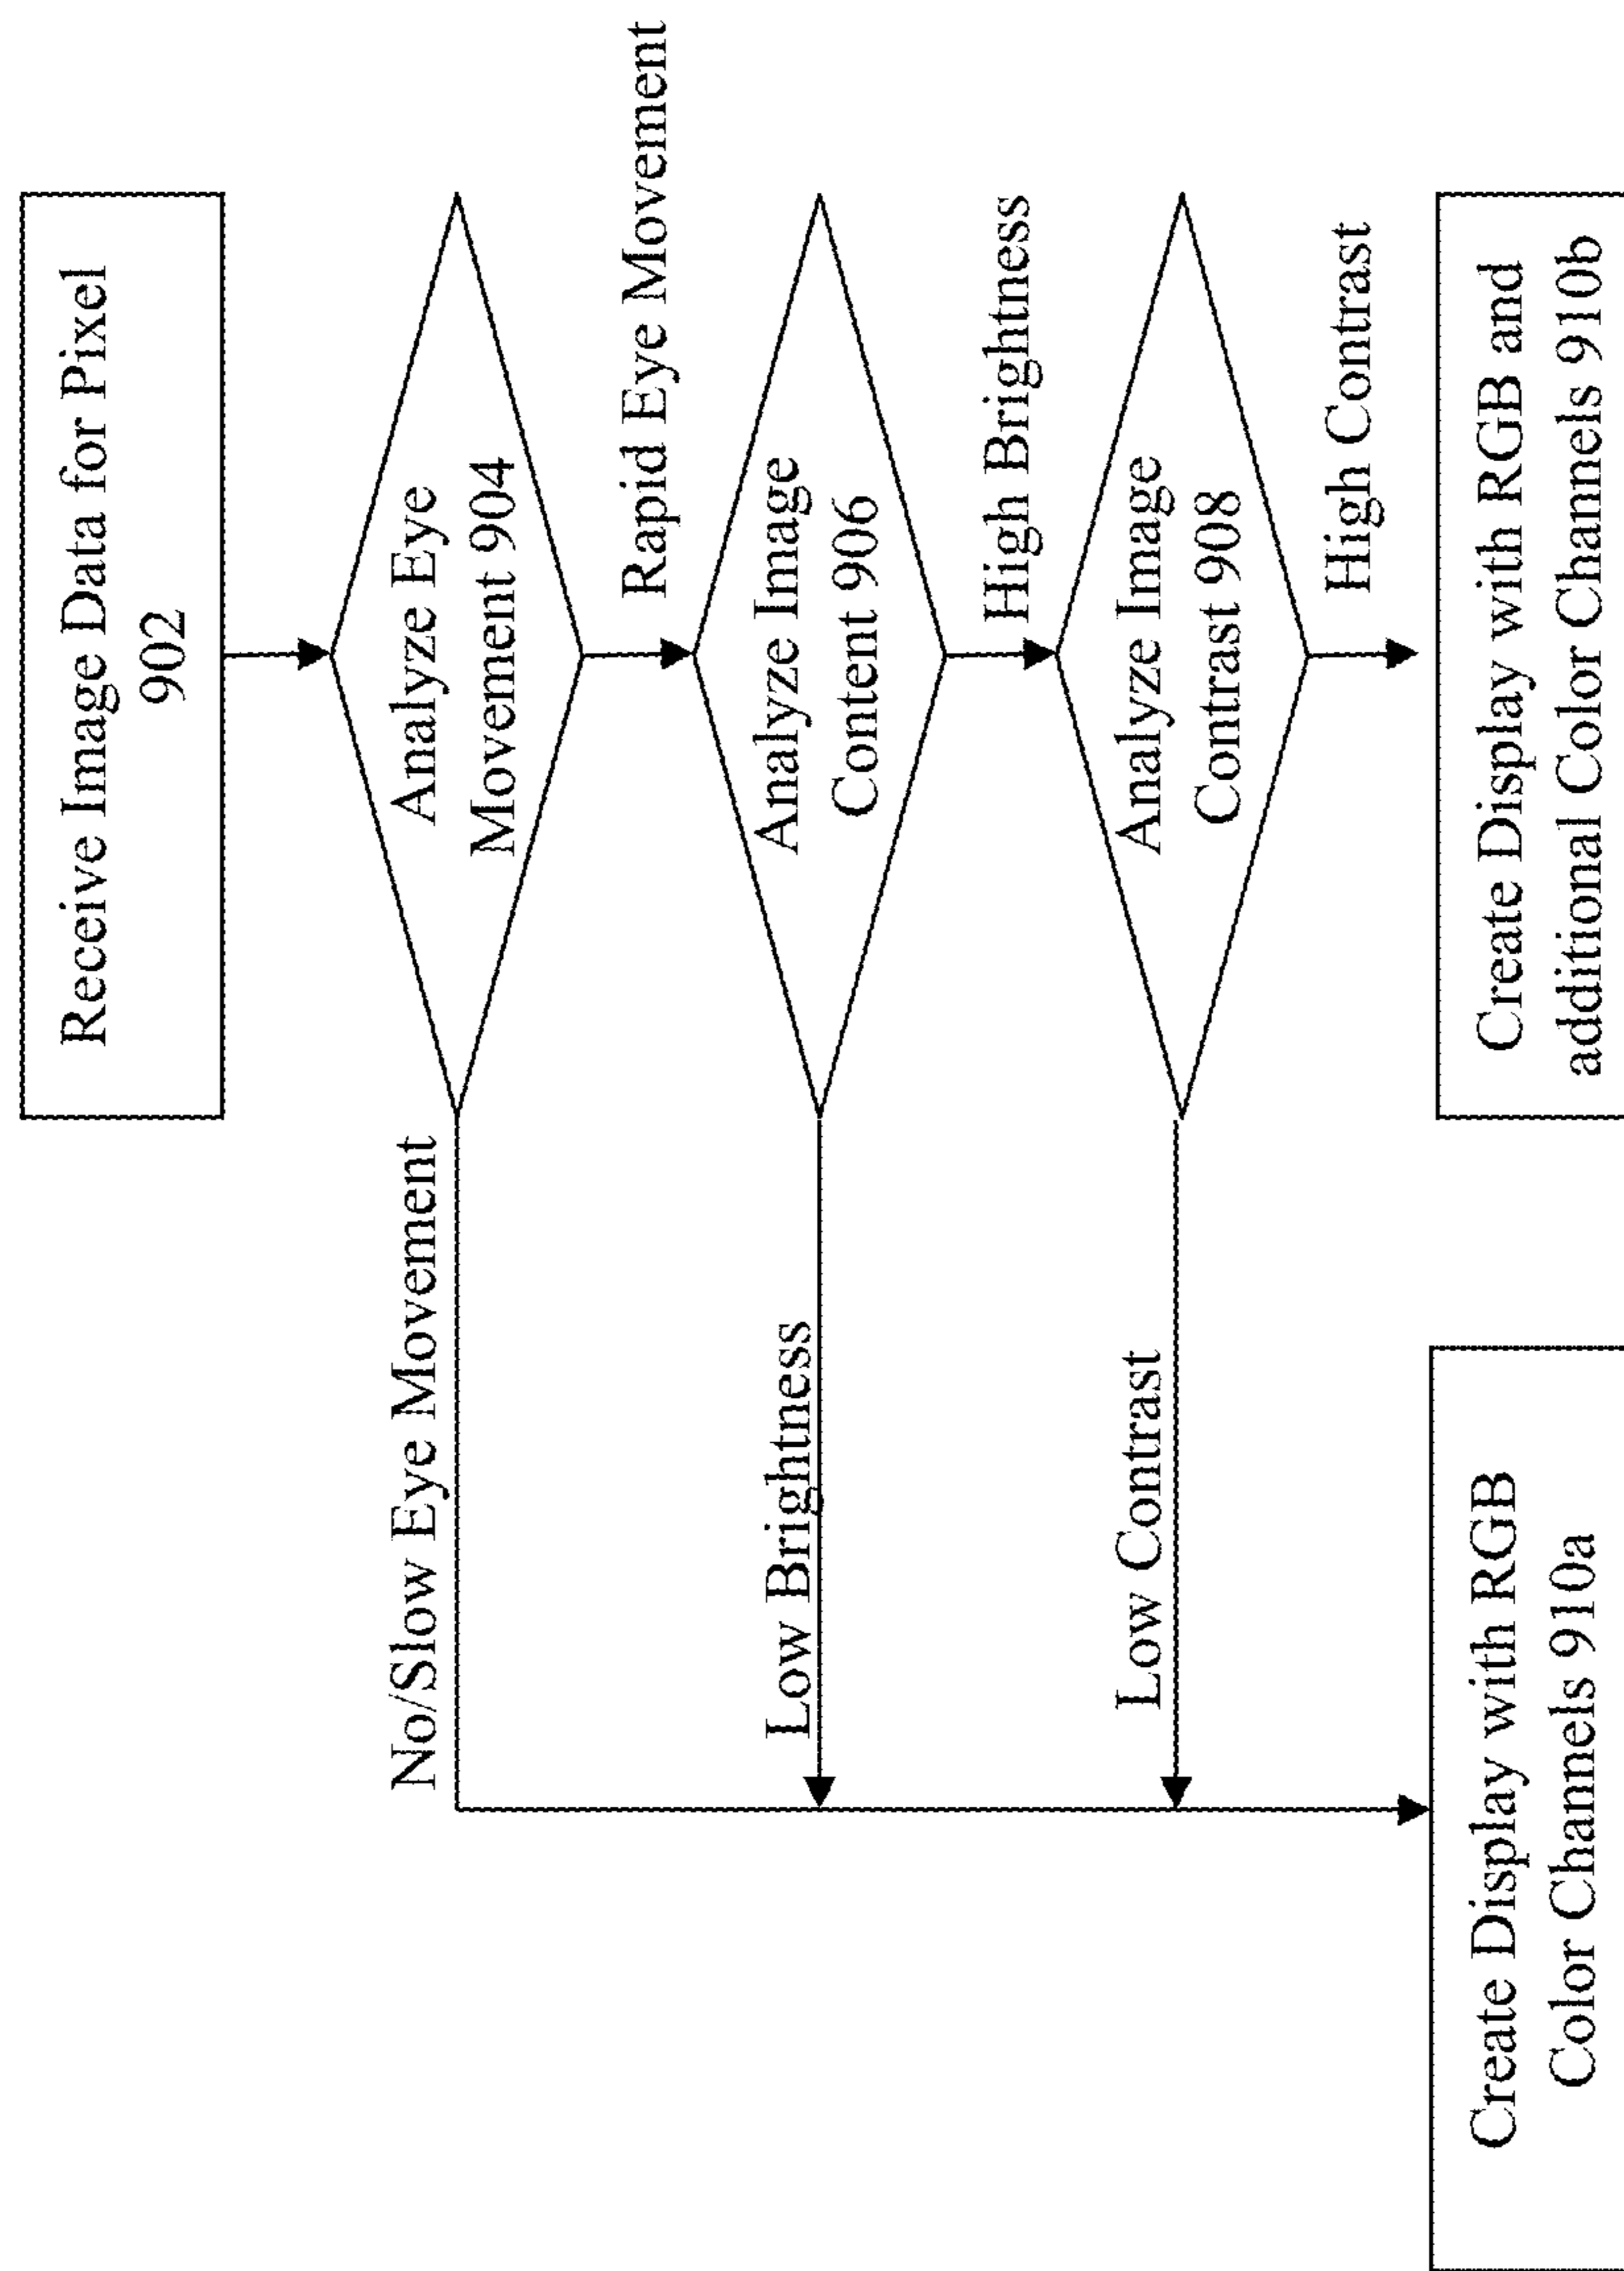 Receive Image Data for Pixel
902
Analyze Eye
Movement 904
No/Slow Eye Movement
Rapid Eye Movement
Analyze Image
Content 906
Low Brightness
High Brightness
Analyze Image
Contrast 908
Low Contrast
High Contrast
Create Display with RGB
Color Channels 910a
Create Display with RGB and
additional Color Channels 910b